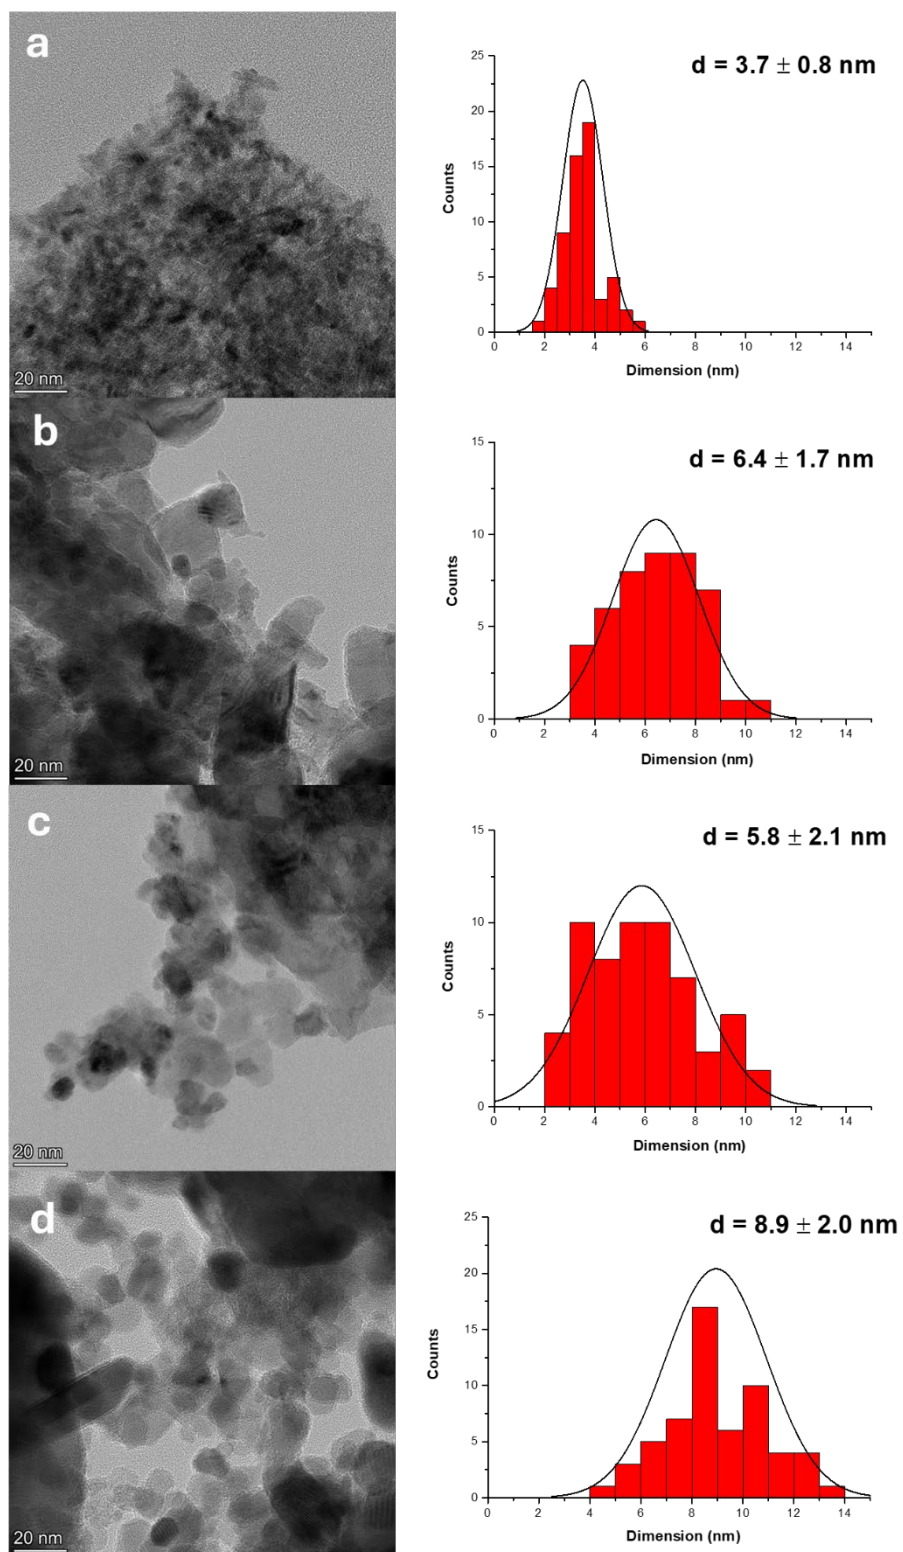 a
d = 3.7 ± 0.8 nm
25
20
15
10
5
0
Counts
0 2 4 6 8 10 12 14
Dimension (nm)
20 nm
b
d = 6.4 ± 1.7 nm
15
10
5
0
Counts
0 2 4 6 8 10 12 14
Dimension (nm)
20 nm
c
d = 5.8 ± 2.1 nm
15
10
5
0
Counts
0 2 4 6 8 10 12 14
Dimension (nm)
20 nm
d
d = 8.9 ± 2.0 nm
25
20
15
10
5
0
Counts
0 2 4 6 8 10 12 14
Dimension (nm)
20 nm